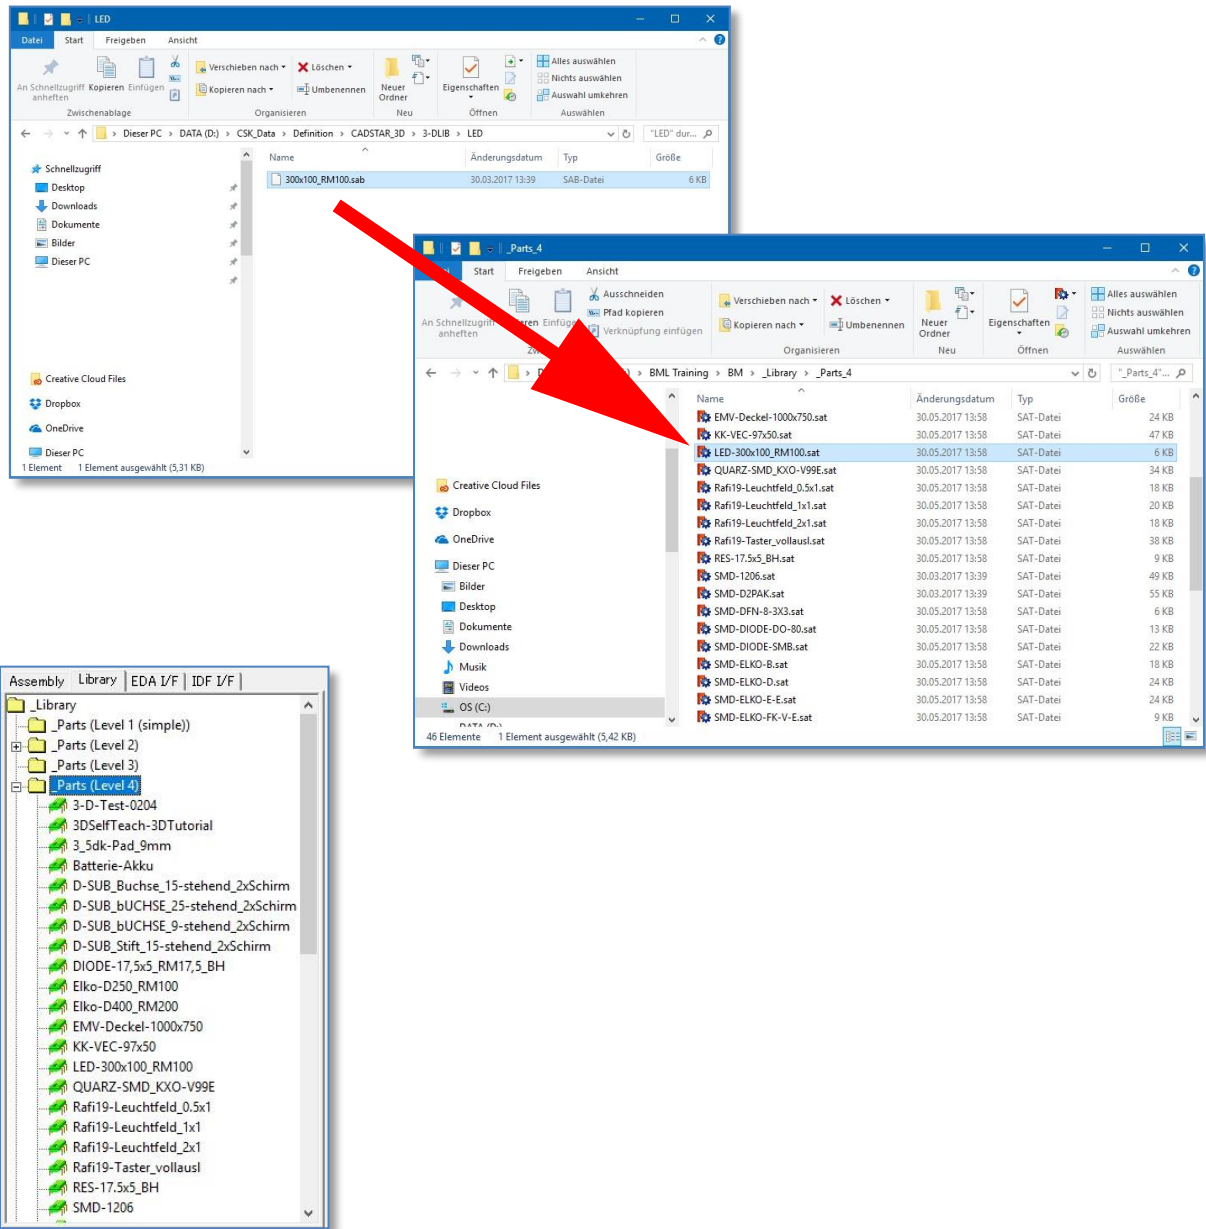 LED
Datei Start Freigeben Ansicht
An Schnellzugriff anheften
Kopieren
Einfügen
Zwischenablage
Verschieben nach
Kopieren nach
Löschen
Umbenennen
Organisieren
Neuer Ordner
Neu
Eigenschaften
Öffnen
Alles auswählen
Nichts auswählen
Auswahl umkehren
Auswählen
Dieser PC > DATA (D:) > CSK_Data > Definition > CADSTAR_3D > 3-DLIB > LED
"LED" dur...
Name Änderungsdatum Typ Größe
300x100_RM100.sab 30.03.2017 13:39 SAB-Datei 6 KB
Schnellzugriff
Desktop
Downloads
Dokumente
Bilder
Dieser PC
Creative Cloud Files
Dropbox
OneDrive
Dieser PC
1 Element 1 Element ausgewählt (5,31 KB)
_Parts_4
Start Freigeben Ansicht
An Schnellzugriff
anheften
Einfügen
Ausschneiden
Pfad kopieren
Verknüpfung einfügen
Verschieben nach
Kopieren nach
Löschen
Umbenennen
Organisieren
Neuer Ordner
Neu
Eigenschaften
Öffnen
Alles auswählen
Nichts auswählen
Auswahl umkehren
Auswählen
> BML Training > BM > _Library > _Parts_4
"_Parts_4"...
Name Änderungsdatum Typ Größe
EMV-Deckel-1000x750.sat 30.05.2017 13:58 SAT-Datei 24 KB
KK-VEC-97x50.sat 30.05.2017 13:58 SAT-Datei 47 KB
LED-300x100_RM100.sat 30.05.2017 13:58 SAT-Datei 6 KB
QUARZ-SMD_KXO-V99E.sat 30.05.2017 13:58 SAT-Datei 34 KB
Rafi19-Leuchtfeld_0.5x1.sat 30.05.2017 13:58 SAT-Datei 18 KB
Rafi19-Leuchtfeld_1x1.sat 30.05.2017 13:58 SAT-Datei 20 KB
Rafi19-Leuchtfeld_2x1.sat 30.05.2017 13:58 SAT-Datei 18 KB
Rafi19-Taster_vollausl.sat 30.05.2017 13:58 SAT-Datei 38 KB
RES-17.5x5_BH.sat 30.05.2017 13:58 SAT-Datei 9 KB
SMD-1206.sat 30.03.2017 13:39 SAT-Datei 49 KB
SMD-D2PAK.sat 30.03.2017 13:39 SAT-Datei 55 KB
SMD-DFN-8-3X3.sat 30.05.2017 13:58 SAT-Datei 6 KB
SMD-DIODE-DO-80.sat 30.05.2017 13:58 SAT-Datei 13 KB
SMD-DIODE-SMB.sat 30.05.2017 13:58 SAT-Datei 22 KB
SMD-ELKO-B.sat 30.05.2017 13:58 SAT-Datei 18 KB
SMD-ELKO-D.sat 30.05.2017 13:58 SAT-Datei 24 KB
SMD-ELKO-E-E.sat 30.05.2017 13:58 SAT-Datei 24 KB
SMD-ELKO-FK-V-E.sat 30.05.2017 13:58 SAT-Datei 9 KB
Creative Cloud Files
Dropbox
OneDrive
Dieser PC
Bilder
Desktop
Dokumente
Downloads
Musik
Videos
OS (C:)
DATA (D:)
46 Elemente 1 Element ausgewählt (5,42 KB)
Assembly Library EDA I/F IDF I/F
_Library
_Parts (Level 1 (simple))
_Parts (Level 2)
_Parts (Level 3)
_Parts (Level 4)
3-D-Test-0204
3DSelfTeach-3DTutorial
3_5dk-Pad_9mm
Batterie-Akku
D-SUB_Buchse_15-stehend_2xSchirm
D-SUB_bUCHSE_25-stehend_2xSchirm
D-SUB_bUCHSE_9-stehend_2xSchirm
D-SUB_Stift_15-stehend_2xSchirm
DIODE-17,5x5_RM17,5_BH
Elko-D250_RM100
Elko-D400_RM200
EMV-Deckel-1000x750
KK-VEC-97x50
LED-300x100_RM100
QUARZ-SMD_KXO-V99E
Rafi19-Leuchtfeld_0.5x1
Rafi19-Leuchtfeld_1x1
Rafi19-Leuchtfeld_2x1
Rafi19-Taster_vollausl
RES-17.5x5_BH
SMD-1206